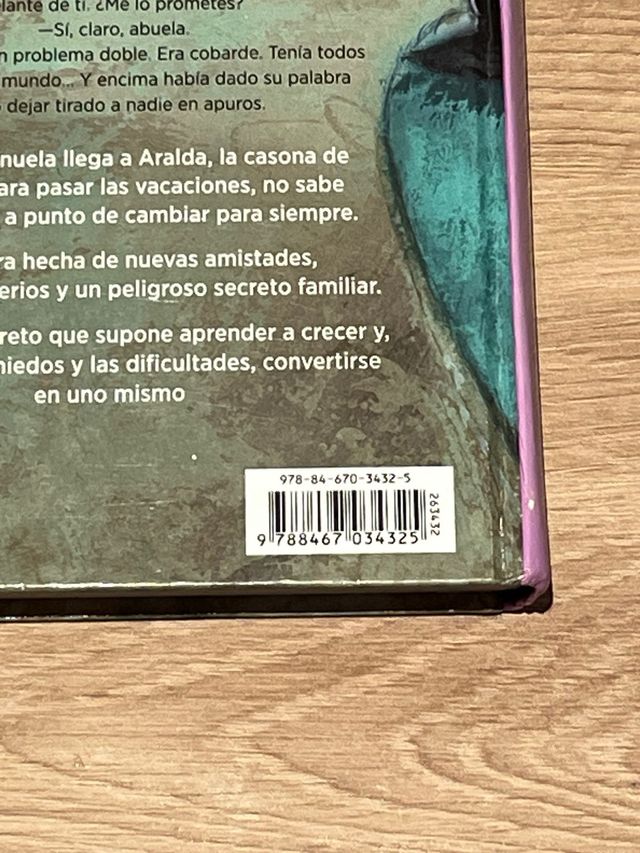 lante de ti. ¿Me lo prometes?
—Sí, claro, abuela.
n problema doble. Era cobarde. Tenía todos
mundo... Y encima había dado su palabra
dejar tirado a nadie en apuros.
nuela llega a Aralda, la casona de
ara pasar las vacaciones, no sabe
a punto de cambiar para siempre.
ra hecha de nuevas amistades,
erios y un peligroso secreto familiar.
reto que supone aprender a crecer y,
niedos y las dificultades, convertirse
en uno mismo
978-84-670-3432-5
9 788467 034325
263432